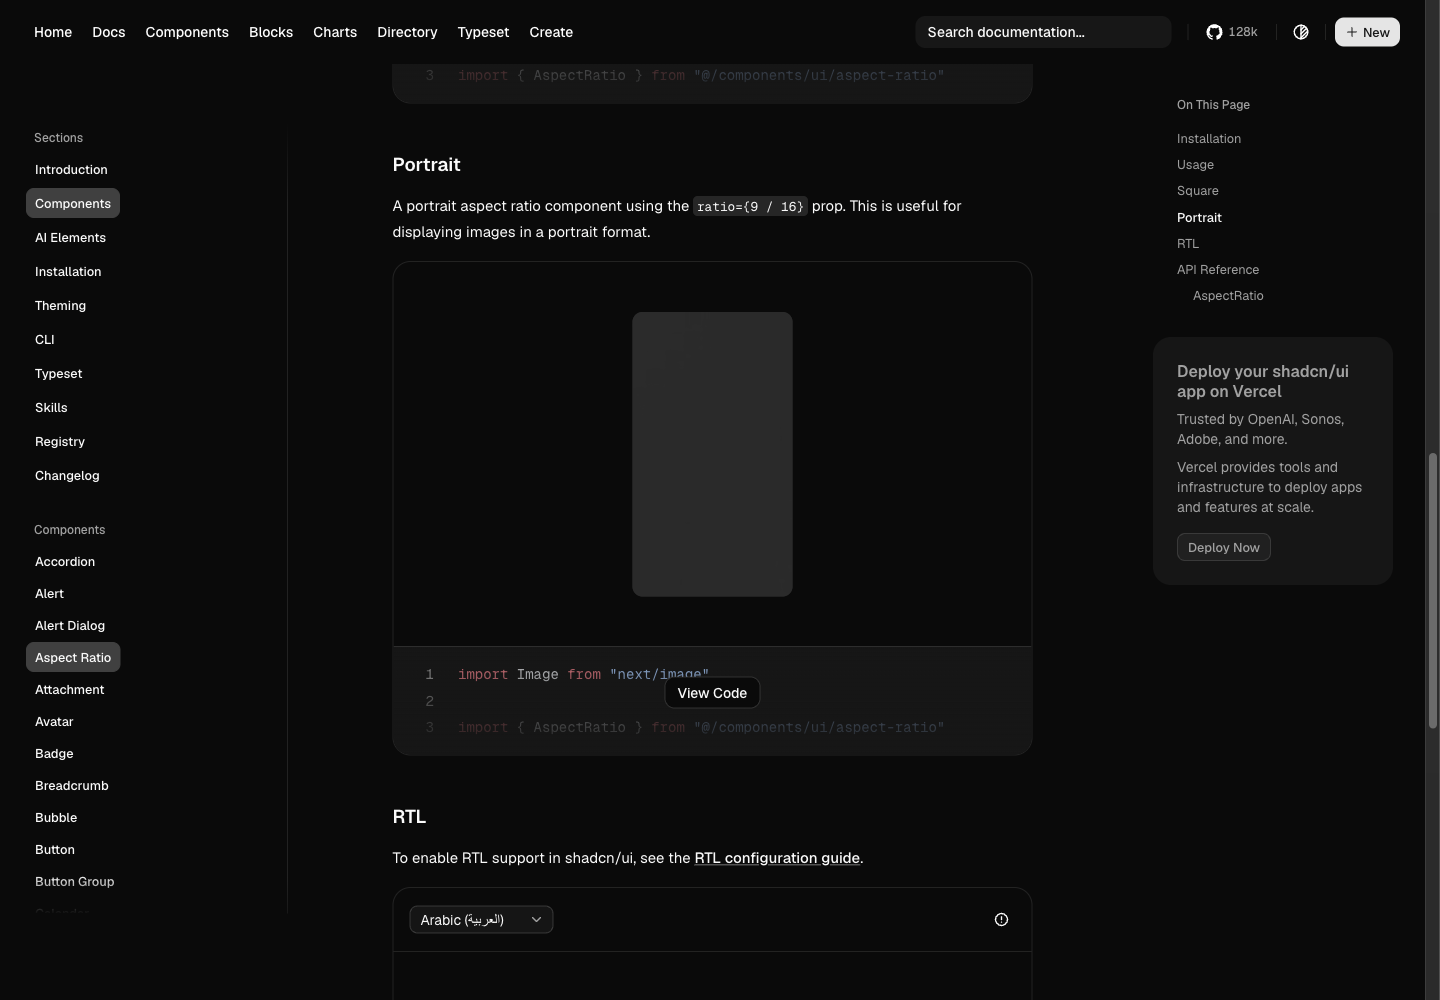 Home Docs Components Blocks Charts Directory Typeset Create
Search documentation... 128k New
3 import { AspectRatio } from "@/components/ui/aspect-ratio"
Sections
Introduction
Components
AI Elements
Installation
Theming
CLI
Typeset
Skills
Registry
Changelog
Components
Accordion
Alert
Alert Dialog
Aspect Ratio
Attachment
Avatar
Badge
Breadcrumb
Bubble
Button
Button Group
Calendar
Portrait
A portrait aspect ratio component using the ratio={9 / 16} prop. This is useful for
displaying images in a portrait format.
1 import Image from "next/image"
2
View Code
3 import { AspectRatio } from "@/components/ui/aspect-ratio"
RTL
To enable RTL support in shadcn/ui, see the RTL configuration guide.
Arabic (العربية)
On This Page
Installation
Usage
Square
Portrait
RTL
API Reference
AspectRatio
Deploy your shadcn/ui
app on Vercel
Trusted by OpenAI, Sonos,
Adobe, and more.
Vercel provides tools and
infrastructure to deploy apps
and features at scale.
Deploy Now